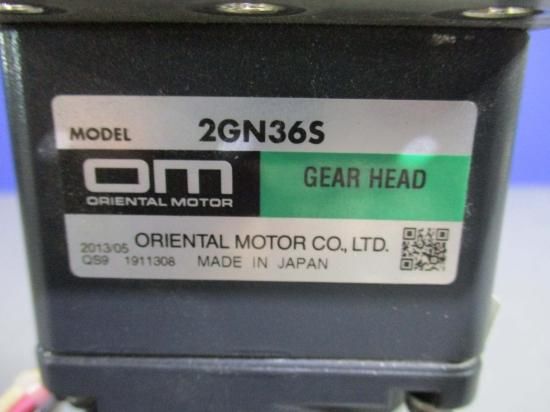 MODEL 2GN36S
OM
ORIENTAL MOTOR
GEAR HEAD
2013/05 ORIENTAL MOTOR CO., LTD.
QS9 1911308 MADE IN JAPAN